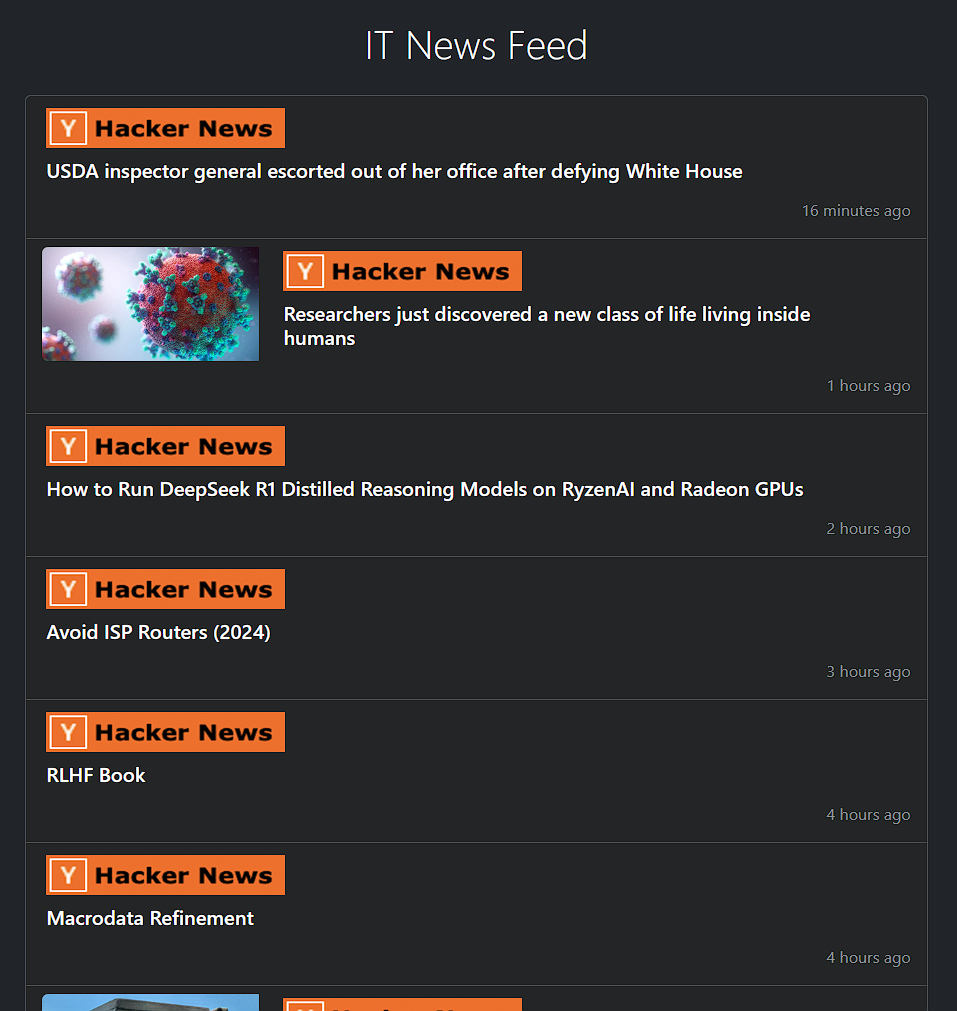 IT News Feed
Y Hacker News
USDA inspector general escorted out of her office after defying White House
16 minutes ago
Y Hacker News
Researchers just discovered a new class of life living inside
humans
1 hours ago
Y Hacker News
How to Run DeepSeek R1 Distilled Reasoning Models on RyzenAI and Radeon GPUs
2 hours ago
Y Hacker News
Avoid ISP Routers (2024)
3 hours ago
Y Hacker News
RLHF Book
4 hours ago
Y Hacker News
Macrodata Refinement
4 hours ago